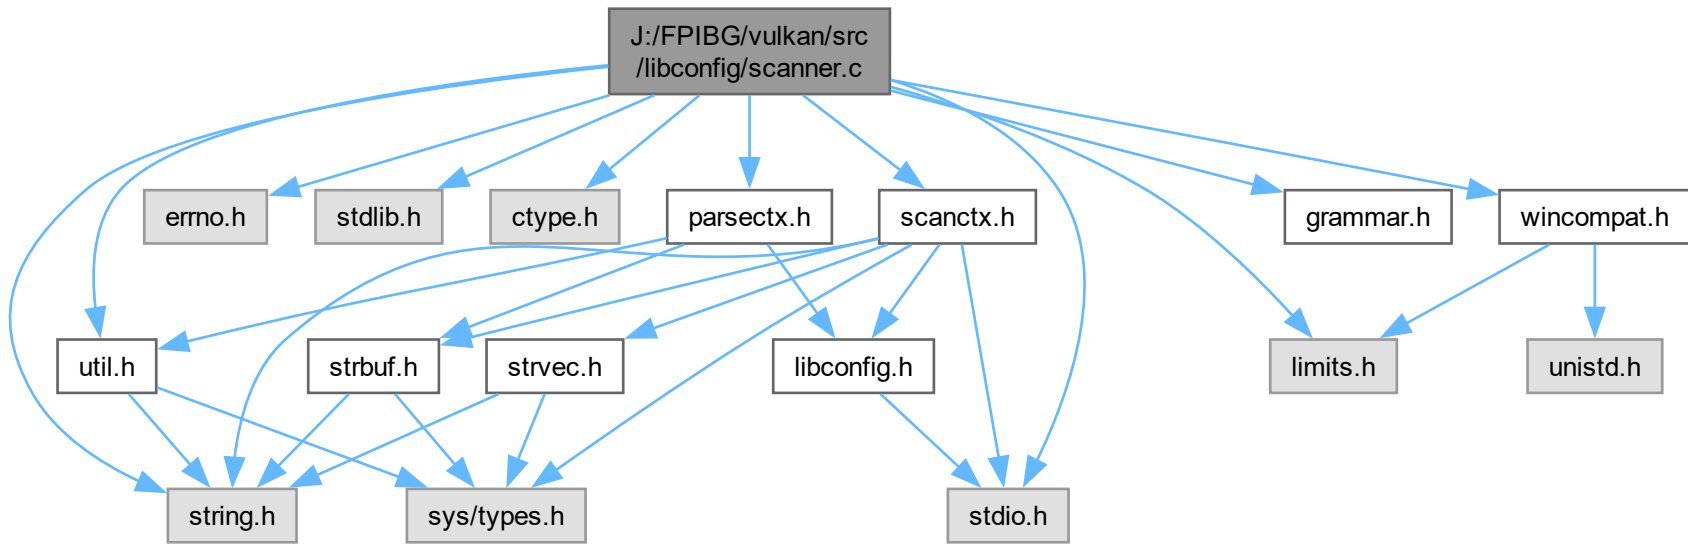 J:/FPIBG/vulkan/src
/libconfig/scanner.c
errno.h
stdlib.h
ctype.h
parsectx.h
scanctx.h
grammar.h
wincompat.h
util.h
strbuf.h
strvec.h
libconfig.h
limits.h
unistd.h
string.h
sys/types.h
stdio.h